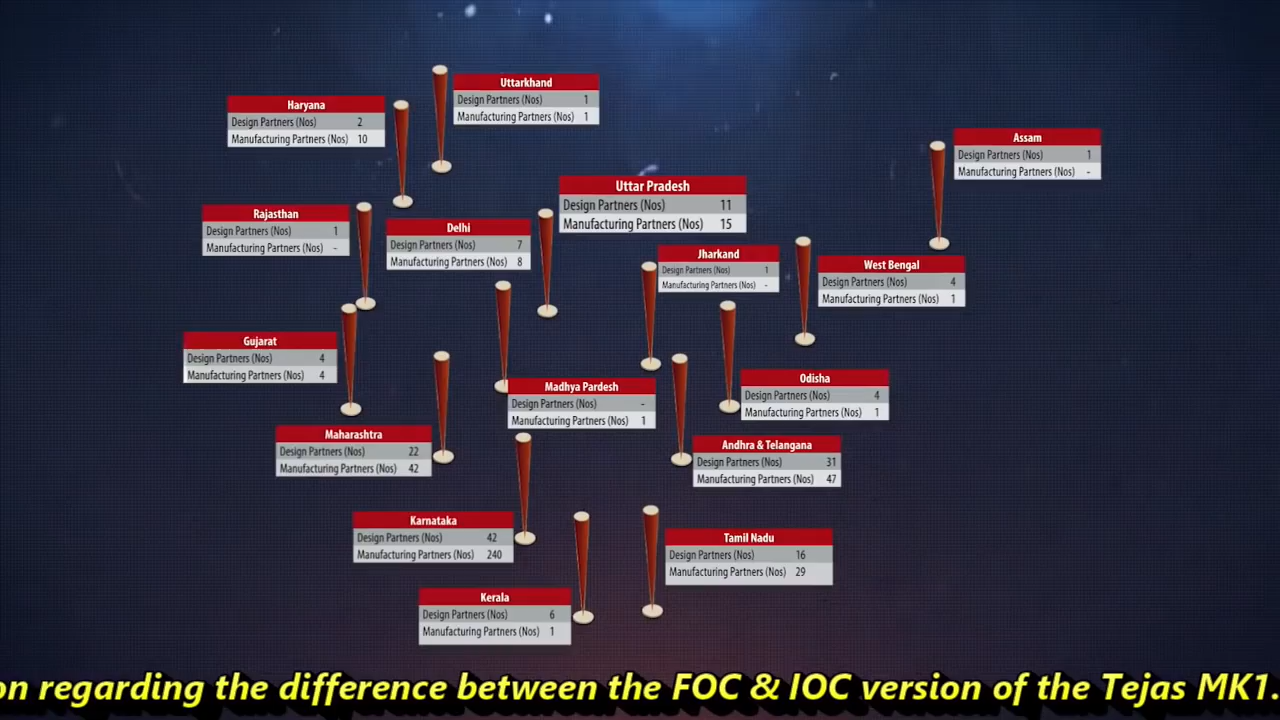 Uttarkhand
Design Partners (Nos) 1
Manufacturing Partners (Nos) 1
Haryana
Design Partners (Nos) 2
Manufacturing Partners (Nos) 10
Assam
Design Partners (Nos) 1
Manufacturing Partners (Nos) -
Uttar Pradesh
Design Partners (Nos) 11
Manufacturing Partners (Nos) 15
Rajasthan
Design Partners (Nos) 1
Manufacturing Partners (Nos) -
Delhi
Design Partners (Nos) 7
Manufacturing Partners (Nos) 8
Jharkand
Design Partners (Nos) 1
Manufacturing Partners (Nos) -
West Bengal
Design Partners (Nos) 4
Manufacturing Partners (Nos) 1
Gujarat
Design Partners (Nos) 4
Manufacturing Partners (Nos) 4
Madhya Pardesh
Design Partners (Nos) -
Manufacturing Partners (Nos) 1
Odisha
Design Partners (Nos) 4
Manufacturing Partners (Nos) 1
Maharashtra
Design Partners (Nos) 22
Manufacturing Partners (Nos) 42
Andhra & Telangana
Design Partners (Nos) 31
Manufacturing Partners (Nos) 47
Karnataka
Design Partners (Nos) 42
Manufacturing Partners (Nos) 240
Tamil Nadu
Design Partners (Nos) 16
Manufacturing Partners (Nos) 29
Kerala
Design Partners (Nos) 6
Manufacturing Partners (Nos) 1
on regarding the difference between the FOC & IOC version of the Tejas MK1.